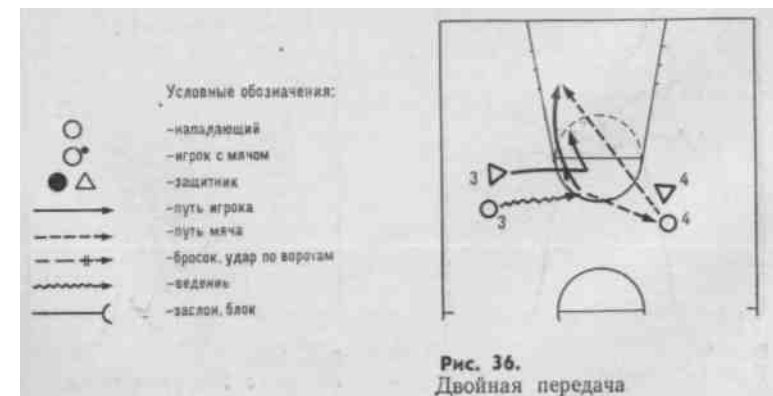 Условные обозначения:
-нападающий
-игрок с мячом
-защитник
-путь игрока
-путь мяча
-бросок, удар по воротам
-ведение
-заслон, блок
3
4
3
4
Рис. 36.
Двойная передача